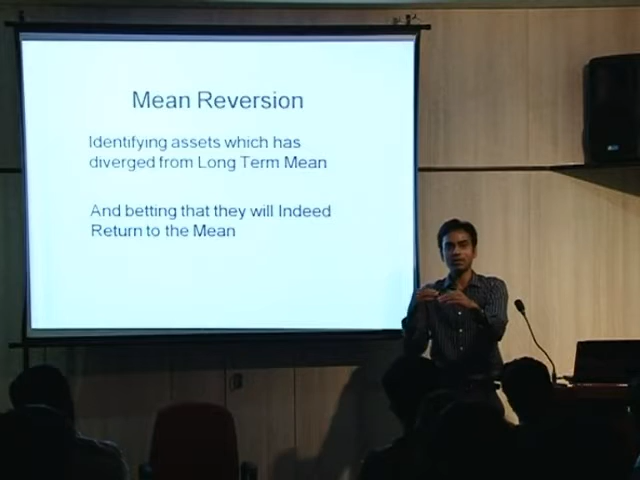 Mean Reversion
Identifying assets which has
diverged from Long Term Mean
And betting that they will Indeed
Return to the Mean